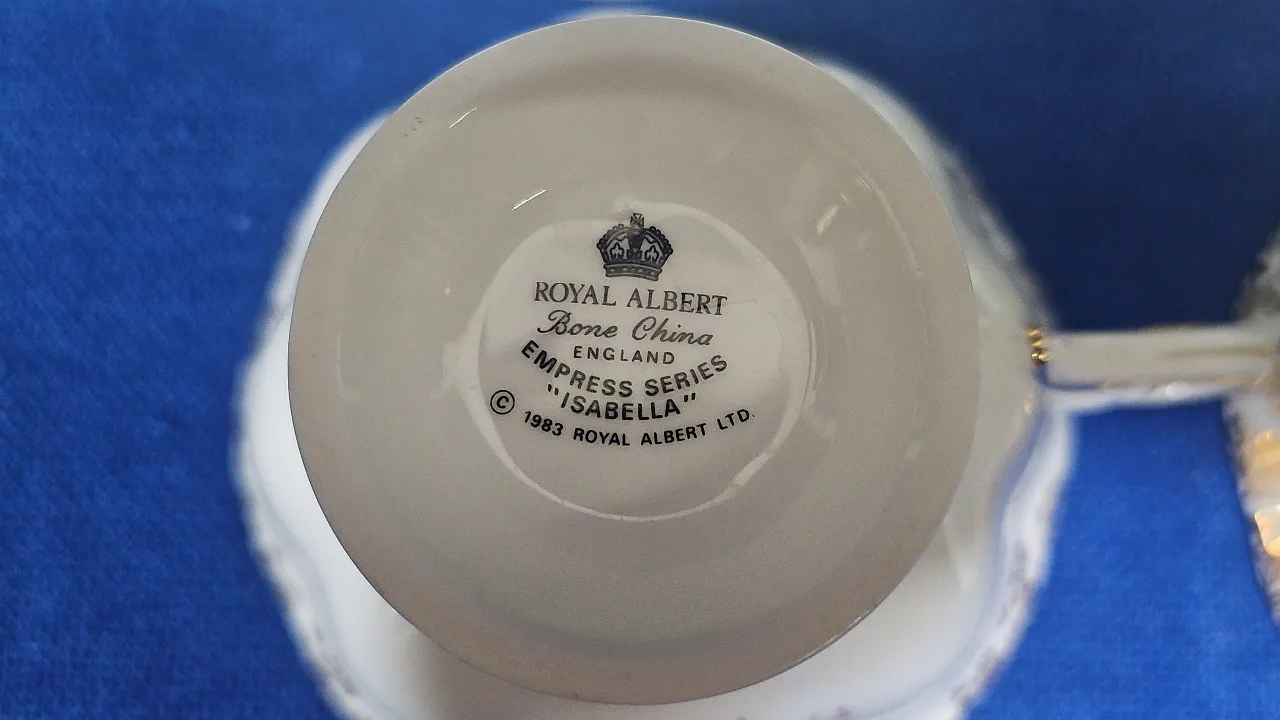 ROYAL ALBERT
Bone China
ENGLAND
EMPRESS SERIES
"ISABELLA"
© 1983 ROYAL ALBERT LTD.